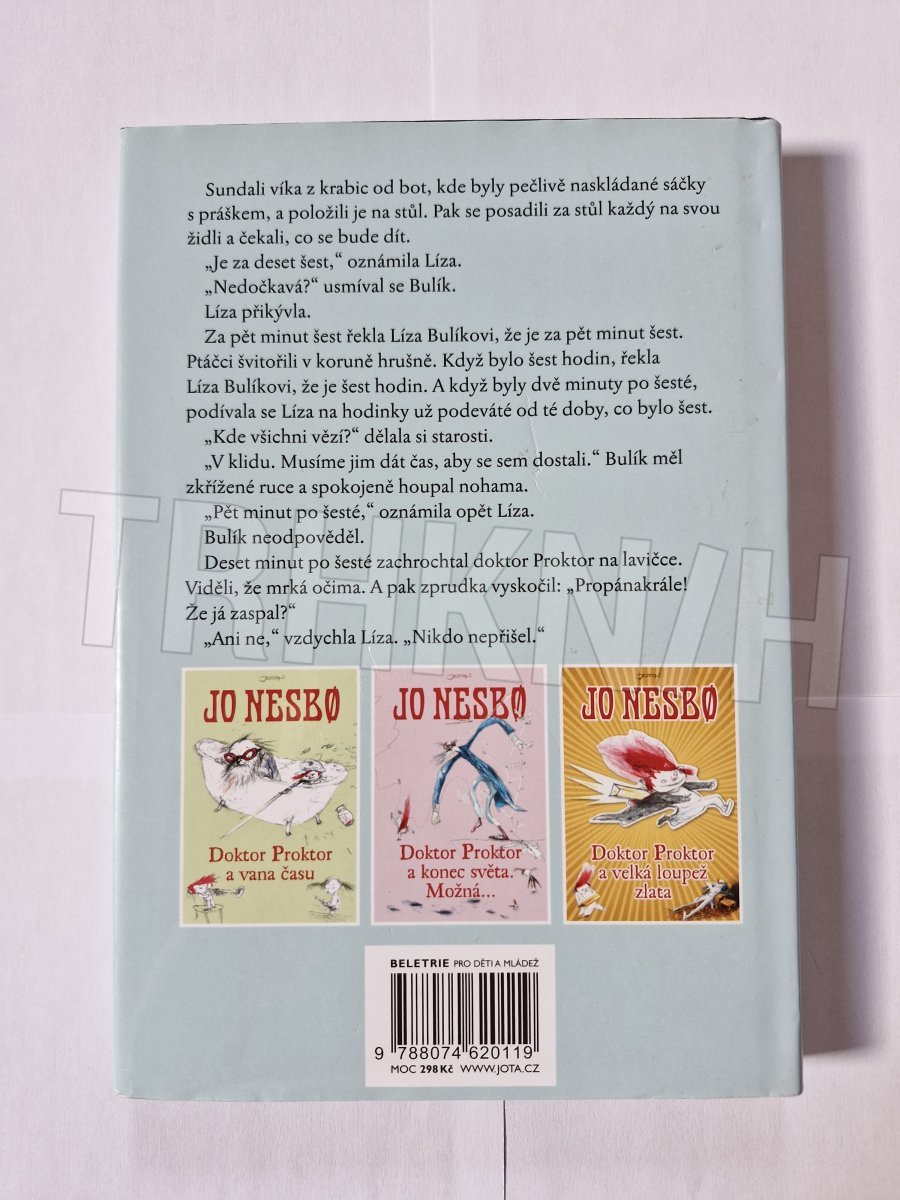 Sundali víka z krabic od bot, kde byly pečlivě naskládané sáčky
s práškem, a položili je na stůl. Pak se posadili za stůl každý na svou
židli a čekali, co se bude dít.
„Je za deset šest,“ oznámila Líza.
„Nedočkavá?“ usmíval se Bulík.
Líza přikývla.
Za pět minut šest řekla Líza Bulíkovi, že je za pět minut šest.
Ptáčci švitořili v koruně hrušně. Když bylo šest hodin, řekla
Líza Bulíkovi, že je šest hodin. A když byly dvě minuty po šesté,
podívala se Líza na hodinky už podeváté od té doby, co bylo šest.
„Kde všichni vězí?“ dělala si starosti.
„V klidu. Musíme jim dát čas, aby se sem dostali.“ Bulík měl
zkřížené ruce a spokojeně houpal nohama.
„Pět minut po šesté,“ oznámila opět Líza.
Bulík neodpověděl.
Deset minut po šesté zachrochtal doktor Proktor na lavičce.
Viděli, že mrká očima. A pak zprudka vyskočil: „Propánakrále!
Že já zaspal?“
„Ani ne,“ vzdychla Líza. „Nikdo nepřišel.“
TRHKNIH
JOTA
JO NESBØ
Doktor Proktor
a vana času
JOTA
JO NESBØ
Doktor Proktor
a konec světa.
Možná...
JOTA
JO NESBØ
Doktor Proktor
a velká loupež
zlata
BELETRIE PRO DĚTI A MLÁDEŽ
9 788074 620119
MOC 298 Kč WWW.JOTA.CZ